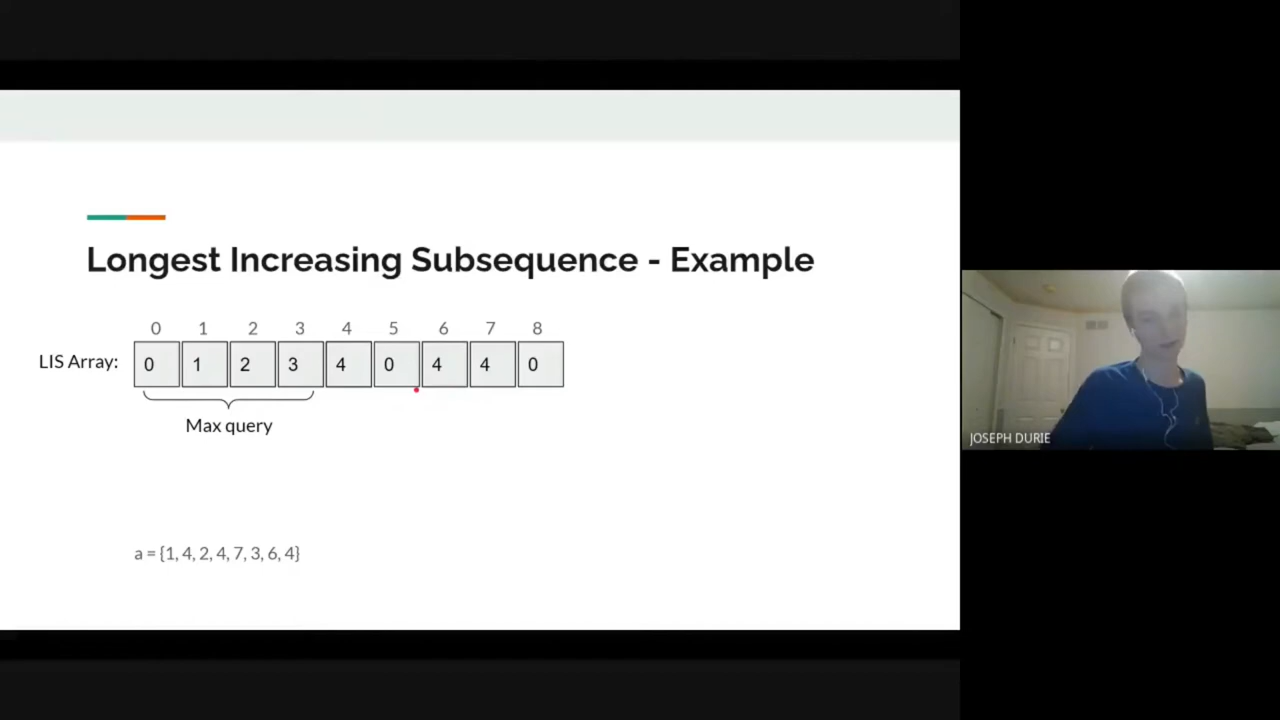 Longest Increasing Subsequence - Example
0 1 2 3 4 5 6 7 8
LIS Array: 0 1 2 3 4 0 4 4 0
Max query
JOSEPH DURIE
a = {1, 4, 2, 4, 7, 3, 6, 4}